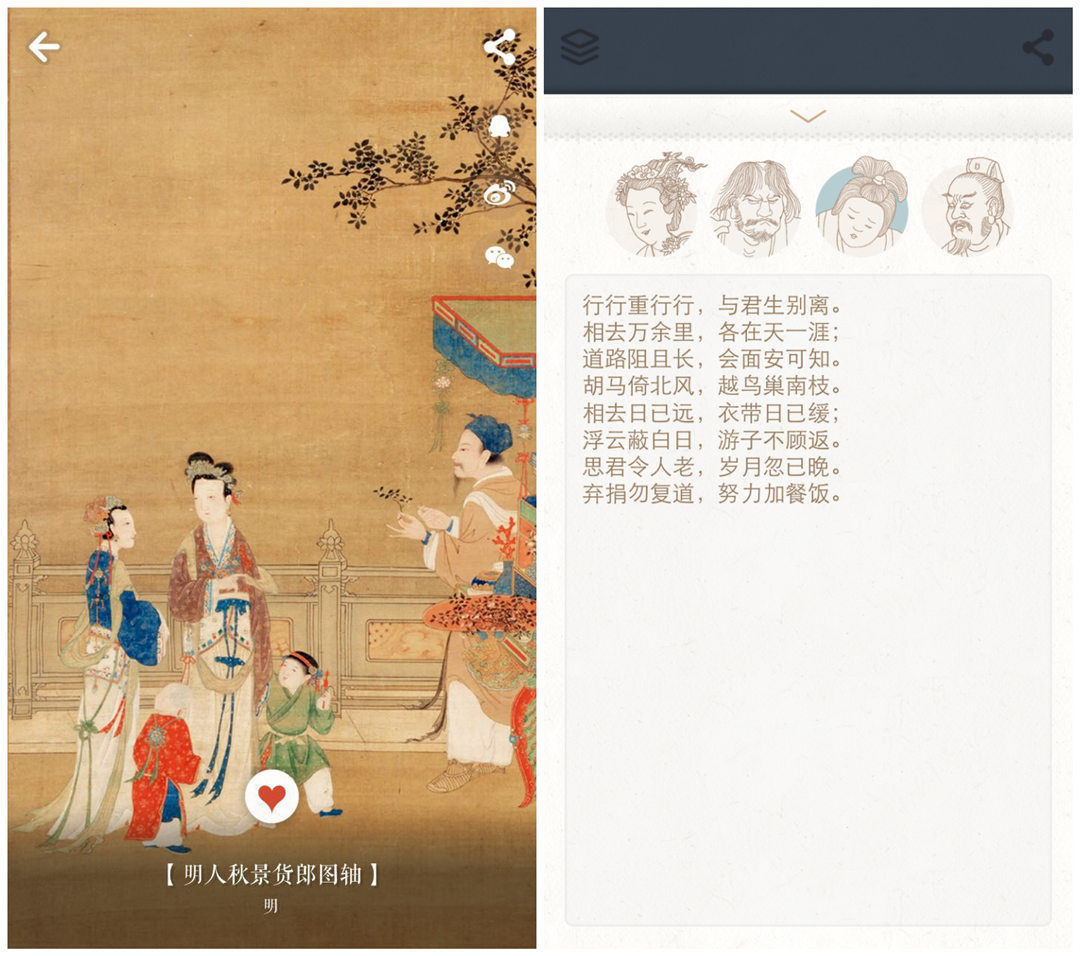 【 明人秋景货郎图轴 】
明
行行重行行，与君生别离。
相去万余里，各在天一涯；
道路阻且长，会面安可知。
胡马倚北风，越鸟巢南枝。
相去日已远，衣带日已缓；
浮云蔽白日，游子不顾返。
思君令人老，岁月忽已晚。
弃捐勿复道，努力加餐饭。